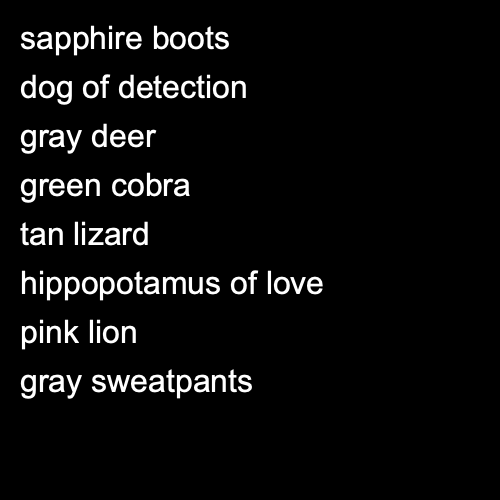 sapphire boots
dog of detection
gray deer
green cobra
tan lizard
hippopotamus of love
pink lion
gray sweatpants